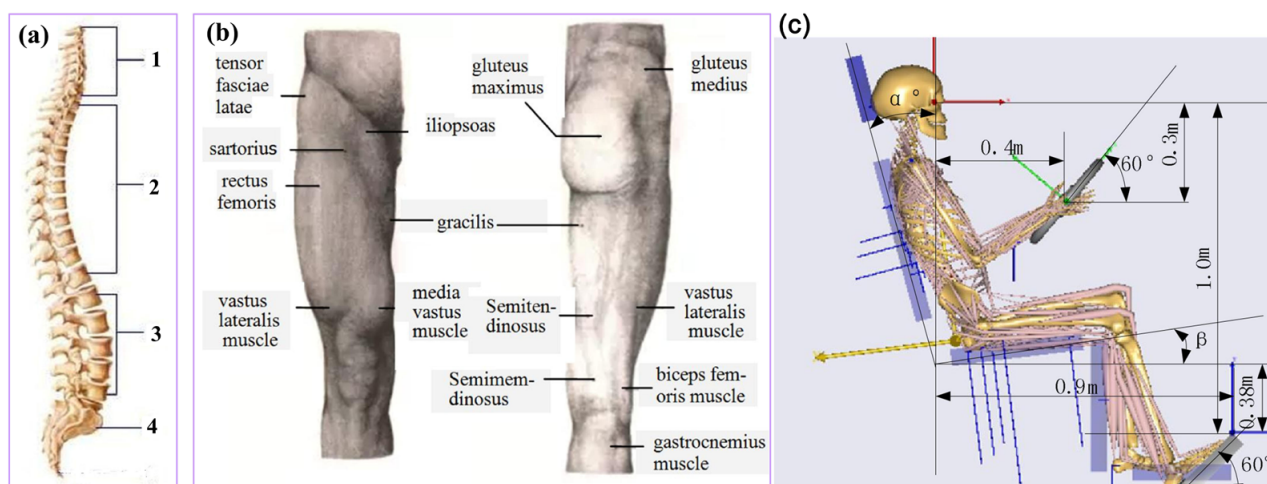 (a)
1
2
3
4
(b)
tensor
fasciae
latae
sartorius
rectus
femoris
vastus
lateralis
muscle
iliopsoas
gracilis
media
vastus
muscle
gluteus
maximus
gluteus
medius
Semiten-
dinosus
vastus
lateralis
muscle
Semimem-
dinosus
biceps fem-
oris muscle
gastrocnemius
muscle
(c)
α °
0.4m
60°
0.3m
1.0m
β
0.9m
0.38m
60°